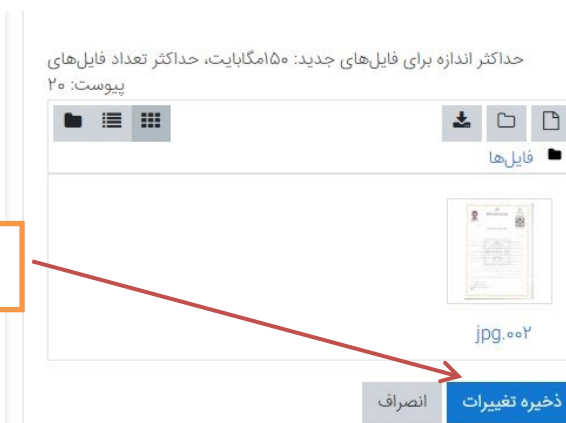 حداکثر اندازه برای فایل‌های جدید: ۱۵۰مگابایت، حداکثر تعداد فایل‌های
پیوست: ۲۰
فایل‌ها
jpg.۰۰۲
ذخیره تغییرات
انصراف